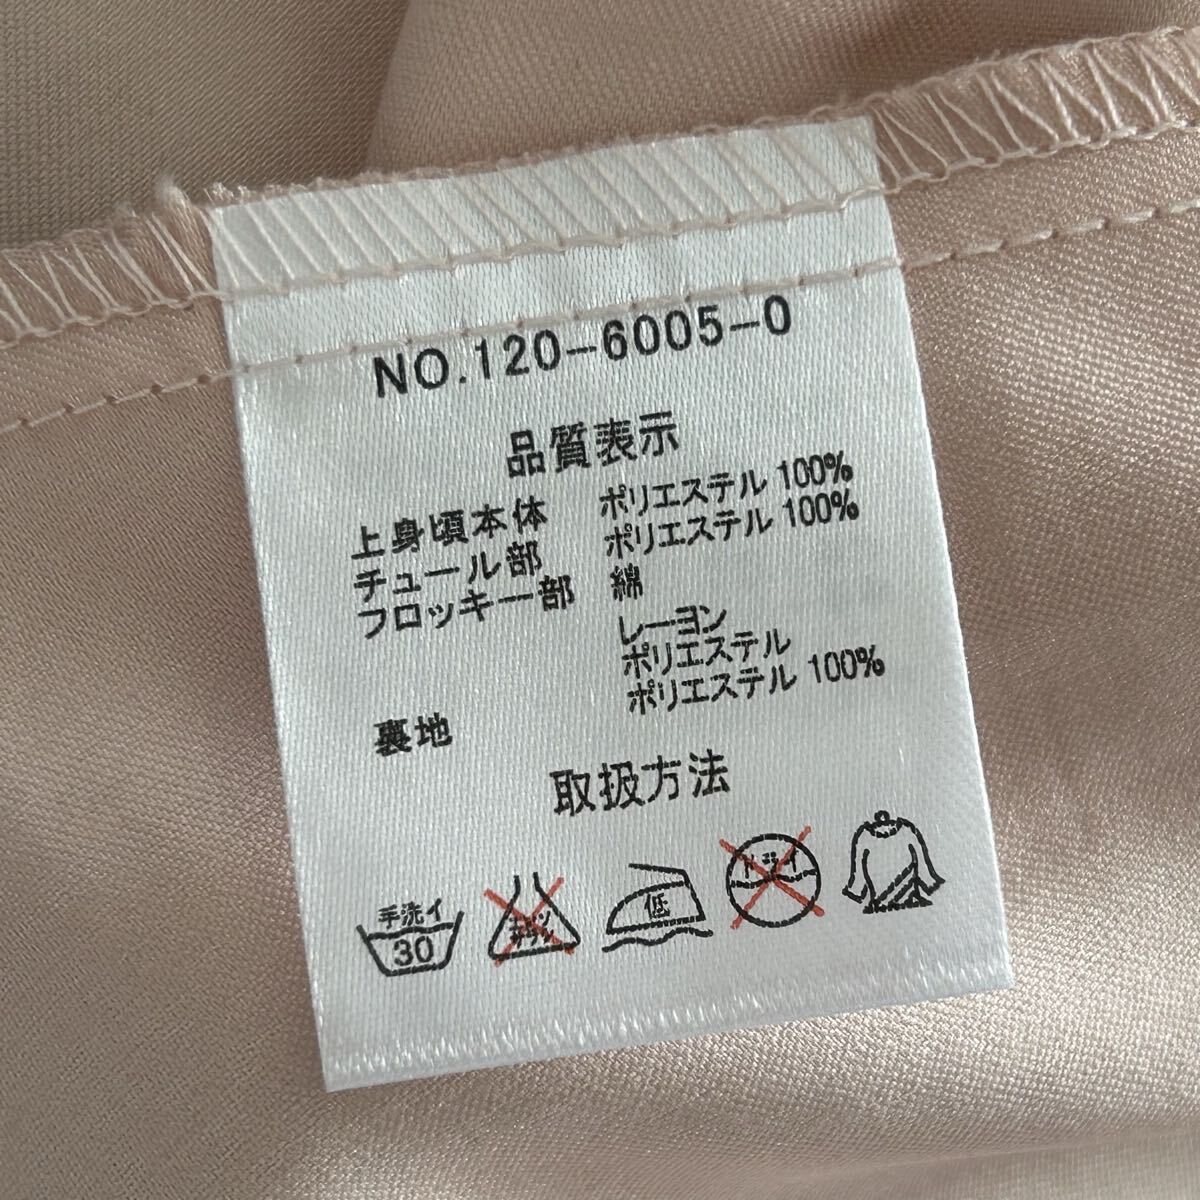 NO.120-6005-0
品質表示
上身頃本体 ポリエステル 100%
チュール部 ポリエステル 100%
フロッキー部 綿
レーヨン
ポリエステル
裏地 ポリエステル 100%
取扱方法
手洗イ
30
低
ドライ